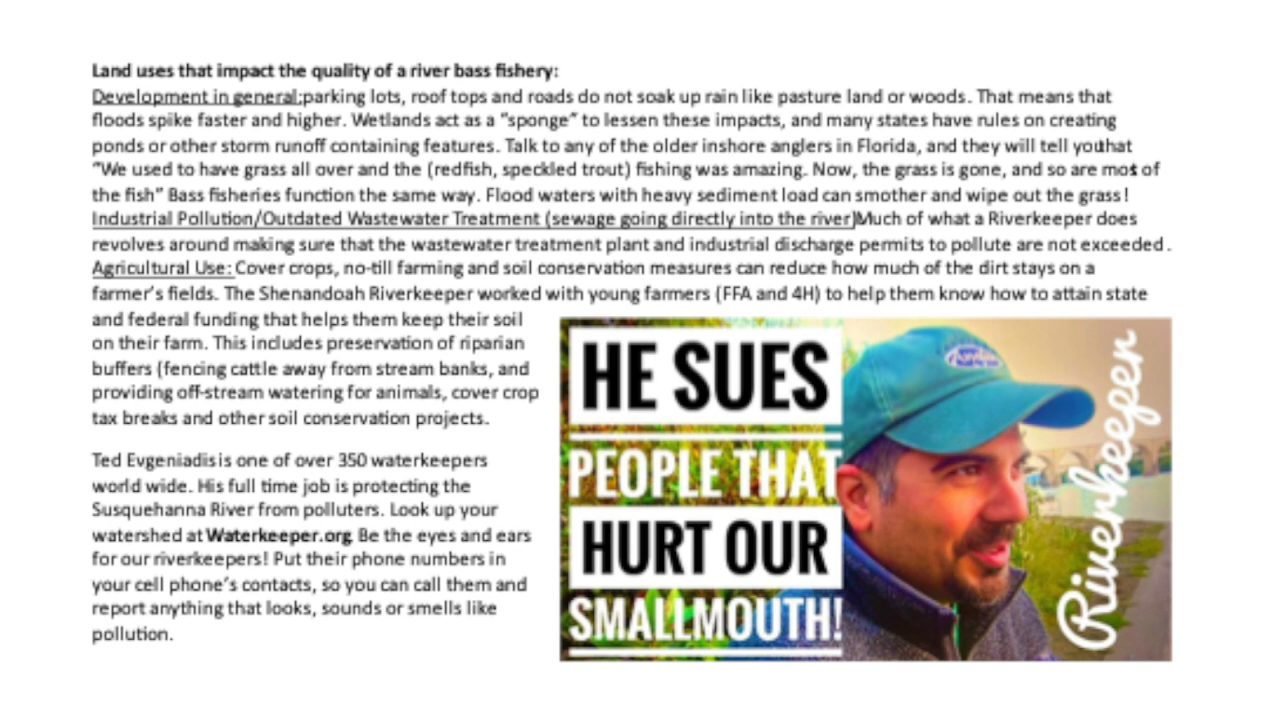 Land uses that impact the quality of a river bass fishery:
Development in general:parking lots, roof tops and roads do not soak up rain like pasture land or woods. That means that
floods spike faster and higher. Wetlands act as a “sponge” to lessen these impacts, and many states have rules on creating
ponds or other storm runoff containing features. Talk to any of the older inshore anglers in Florida, and they will tell youthat
“We used to have grass all over and the (redfish, speckled trout) fishing was amazing. Now, the grass is gone, and so are most of
the fish” Bass fisheries function the same way. Flood waters with heavy sediment load can smother and wipe out the grass!
Industrial Pollution/Outdated Wastewater Treatment (sewage going directly into the river)Much of what a Riverkeeper does
revolves around making sure that the wastewater treatment plant and industrial discharge permits to pollute are not exceeded.
Agricultural Use: Cover crops, no-till farming and soil conservation measures can reduce how much of the dirt stays on a
farmer’s fields. The Shenandoah Riverkeeper worked with young farmers (FFA and 4H) to help them know how to attain state
and federal funding that helps them keep their soil
on their farm. This includes preservation of riparian
buffers (fencing cattle away from stream banks, and
providing off-stream watering for animals, cover crop
tax breaks and other soil conservation projects.
Ted Evgeniadis is one of over 350 waterkeepers
world wide. His full time job is protecting the
Susquehanna River from polluters. Look up your
watershed at Waterkeeper.org. Be the eyes and ears
for our riverkeepers! Put their phone numbers in
your cell phone’s contacts, so you can call them and
report anything that looks, sounds or smells like
pollution.
HE SUES
PEOPLE THAT
HURT OUR
SMALLMOUTH!
Riverkeeper